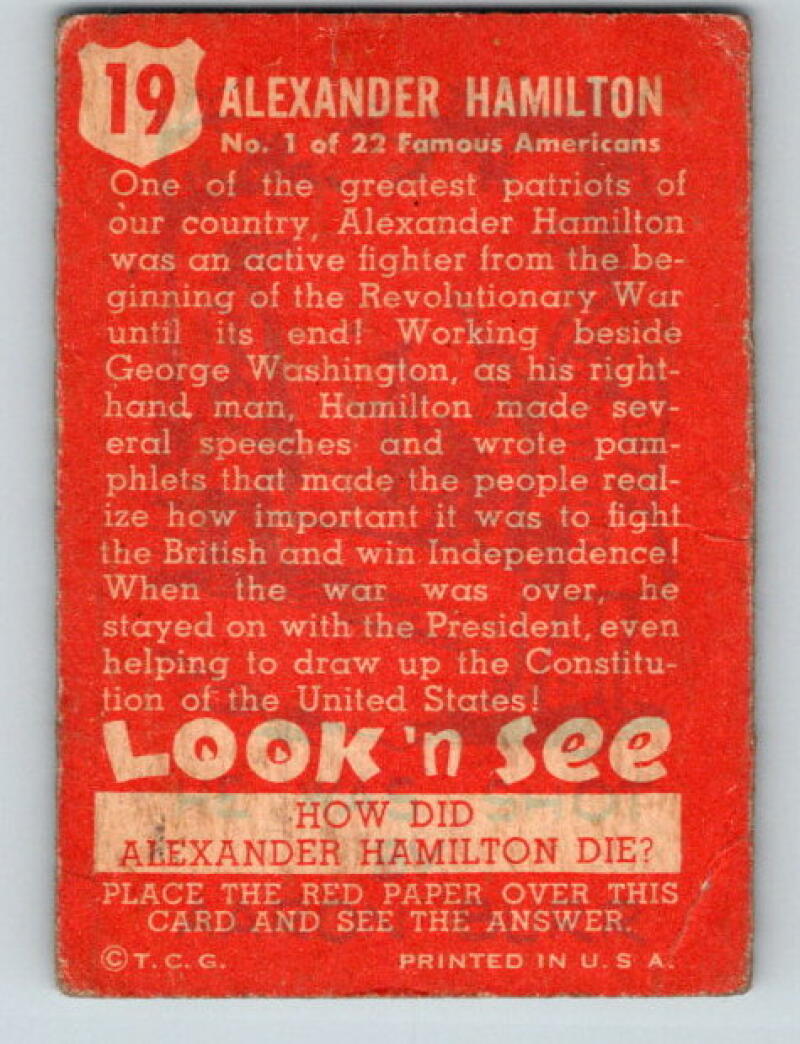 19
ALEXANDER HAMILTON
No. 1 of 22 Famous Americans
One of the greatest patriots of
our country, Alexander Hamilton
was an active fighter from the be-
ginning of the Revolutionary War
until its end! Working beside
George Washington, as his right-
hand man, Hamilton made sev-
eral speeches and wrote pam-
phlets that made the people real-
ize how important it was to fight
the British and win Independence!
When the war was over, he
stayed on with the President, even
helping to draw up the Constitu-
tion of the United States!
LOOK 'n See
HOW DID
ALEXANDER HAMILTON DIE?
PLACE THE RED PAPER OVER THIS
CARD AND SEE THE ANSWER.
© T. C. G. PRINTED IN U. S A.